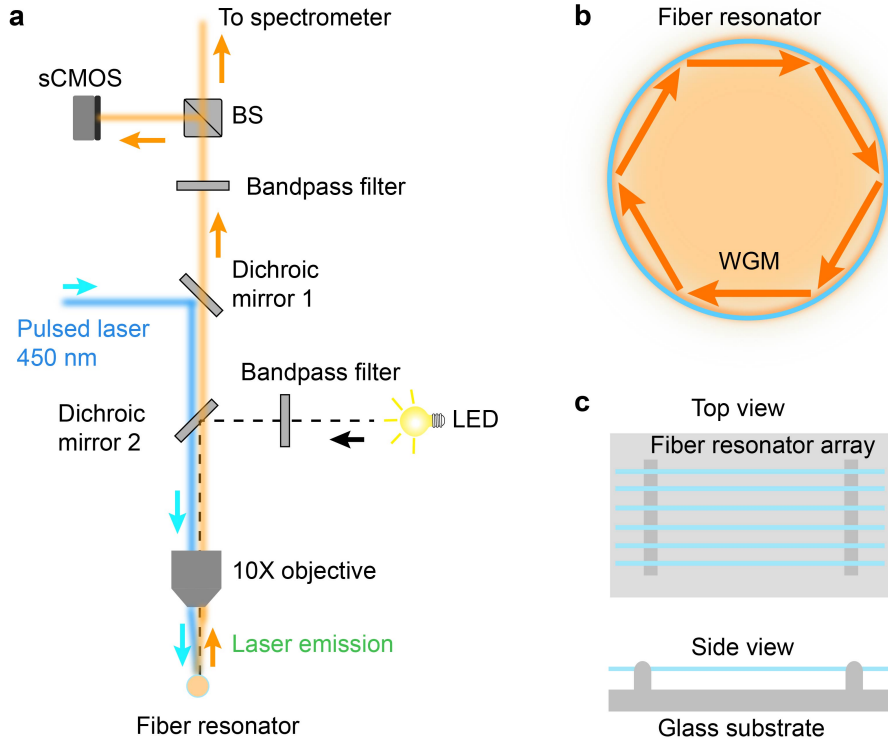 a
To spectrometer
sCMOS
BS
Bandpass filter
Dichroic
mirror 1
Pulsed laser
450 nm
Bandpass filter
Dichroic
mirror 2
LED
10X objective
Laser emission
Fiber resonator
b
Fiber resonator
WGM
c
Top view
Fiber resonator array
Side view
Glass substrate